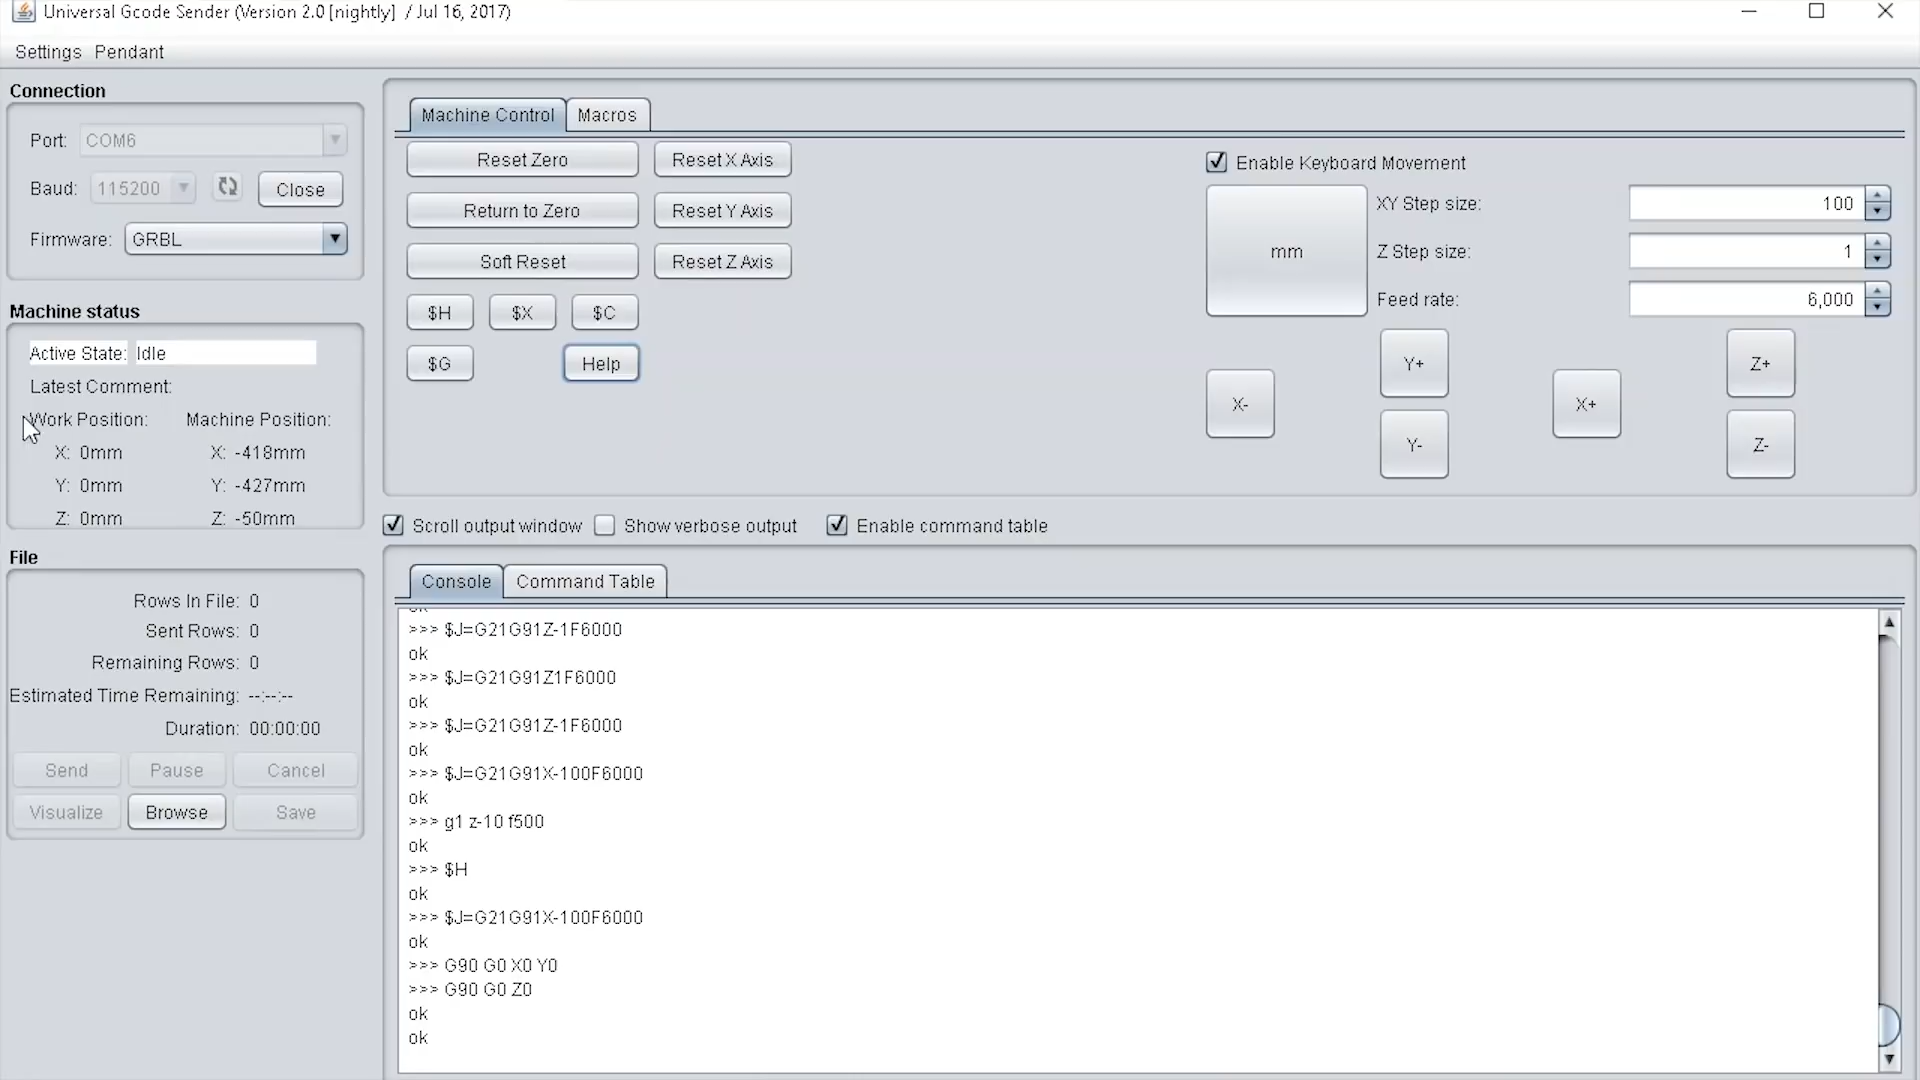 Universal Gcode Sender (Version 2.0 [nightly]  / Jul 16, 2017)
Settings Pendant
Connection
Port: COM6
Baud: 115200 Close
Firmware: GRBL
Machine status
Active State: Idle
Latest Comment:
Work Position: Machine Position:
X: 0mm X: -418mm
Y: 0mm Y: -427mm
Z: 0mm Z: -50mm
File
Rows In File: 0
Sent Rows: 0
Remaining Rows: 0
Estimated Time Remaining: --:--:--
Duration: 00:00:00
Send Pause Cancel
Visualize Browse Save
Machine Control Macros
Reset Zero Reset X Axis
Return to Zero Reset Y Axis
Soft Reset Reset Z Axis
$H $X $C
$G Help
Enable Keyboard Movement
mm
XY Step size: 100
Z Step size: 1
Feed rate: 6,000
Y+ Z+
X- X+
Y- Z-
Scroll output window Show verbose output Enable command table
Console Command Table
ok
>>> $J=G21G91Z-1F6000
ok
>>> $J=G21G91Z1F6000
ok
>>> $J=G21G91Z-1F6000
ok
>>> $J=G21G91X-100F6000
ok
>>> g1 z-10 f500
ok
>>> $H
ok
>>> $J=G21G91X-100F6000
ok
>>> G90 G0 X0 Y0
>>> G90 G0 Z0
ok
ok